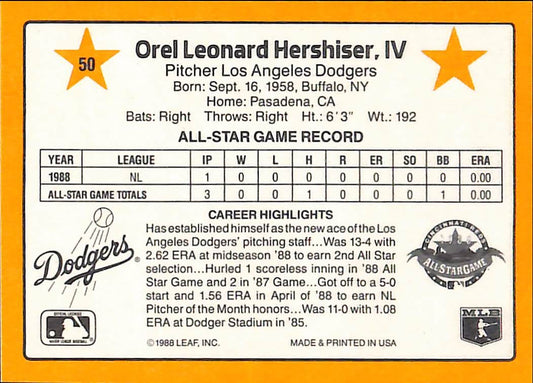 50
Orel Leonard Hershiser, IV
Pitcher Los Angeles Dodgers
Born: Sept. 16, 1958, Buffalo, NY
Home: Pasadena, CA
Bats: Right Throws: Right Ht.: 6'3" Wt.: 192
ALL-STAR GAME RECORD
YEAR LEAGUE IP W L H R ER SO BB ERA
1988 NL 1 0 0 0 0 0 0 0 0.00
ALL-STAR GAME TOTALS 3 0 0 1 0 0 0 1 0.00
CAREER HIGHLIGHTS
Has established himself as the new ace of the Los
Angeles Dodgers' pitching staff...Was 13-4 with
2.62 ERA at midseason '88 to earn 2nd All Star
selection...Hurled 1 scoreless inning in '88 All
Star Game and 2 in '87 Game...Got off to a 5-0
start and 1.56 ERA in April of '88 to earn NL
Pitcher of the Month honors...Was 11-0 with 1.08
ERA at Dodger Stadium in '85.
Dodgers®
CINCINNATI REDS
ALL STAR GAME
MLB
©1988 LEAF, INC. MADE & PRINTED IN USA